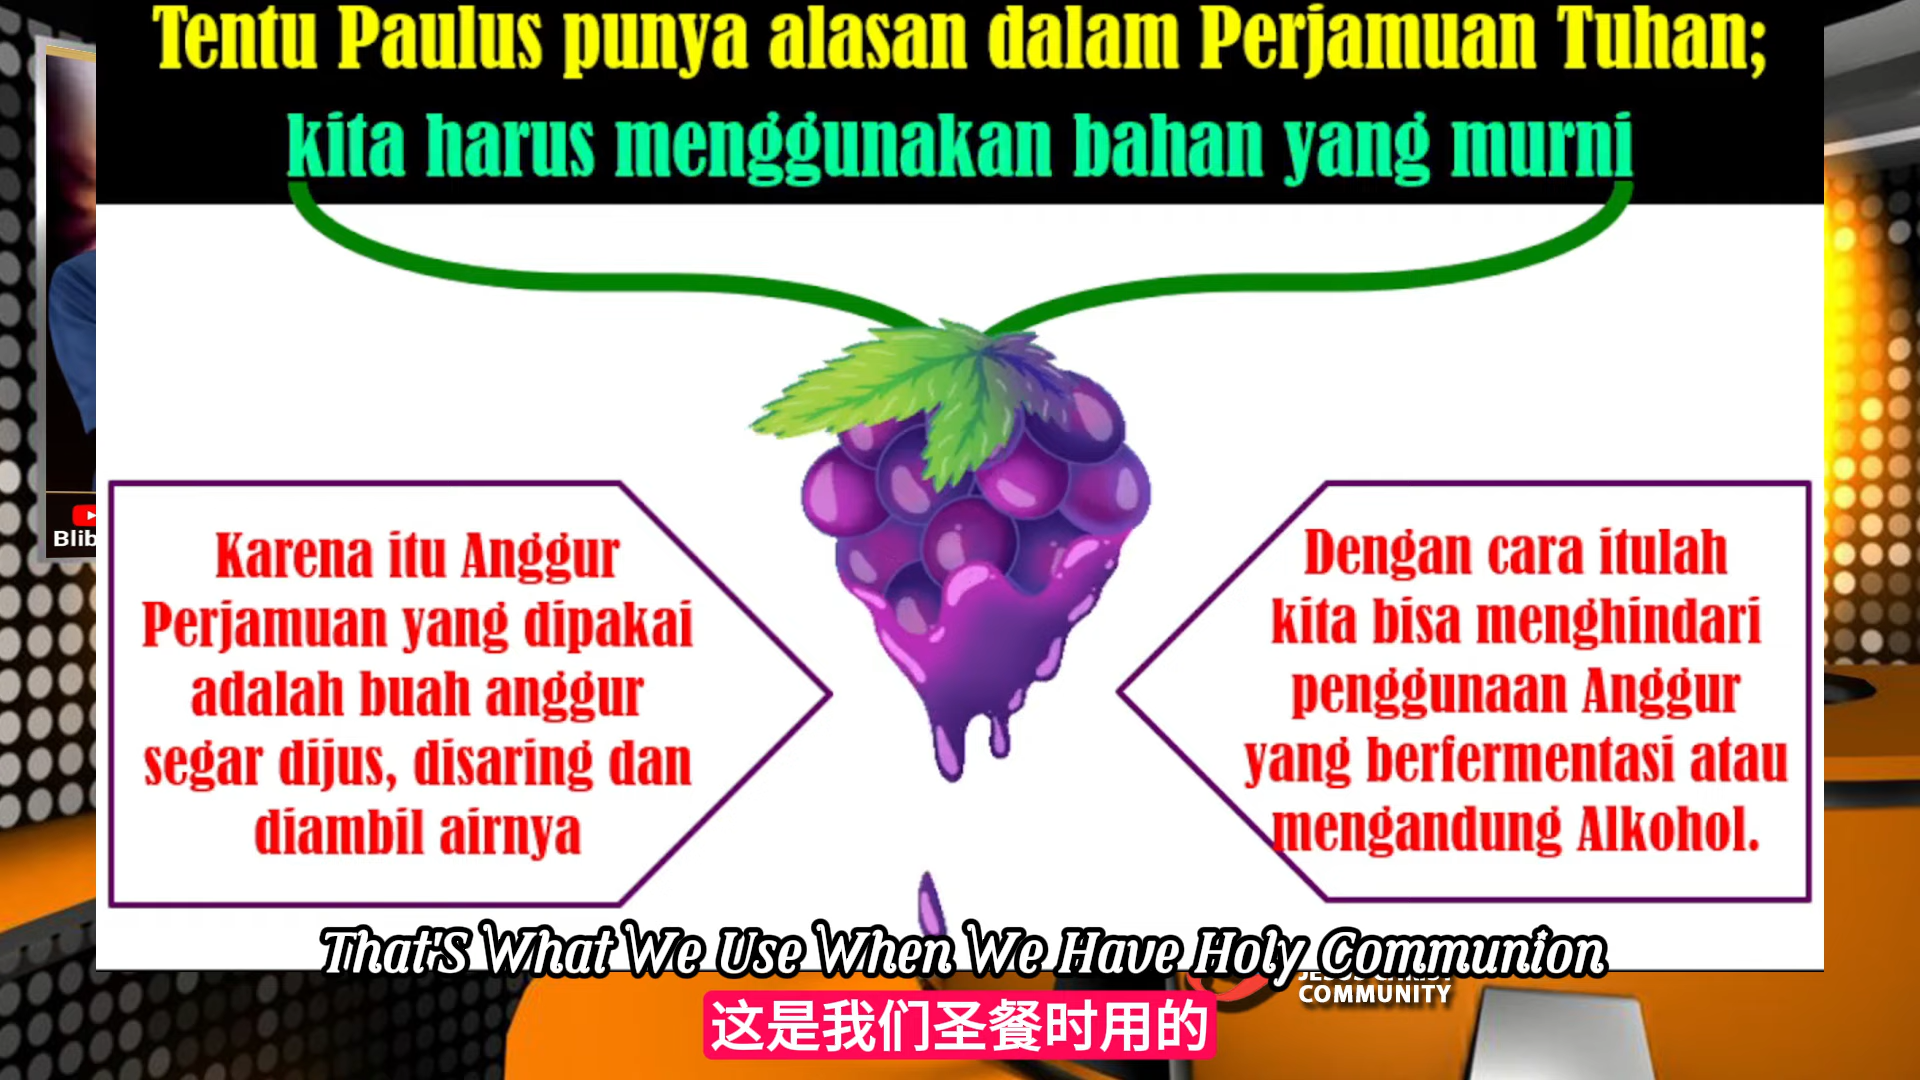 Tentu Paulus punya alasan dalam Perjamuan Tuhan;
kita harus menggunakan bahan yang murni
Karena itu Anggur
Perjamuan yang dipakai
adalah buah anggur
segar dijus, disaring dan
diambil airnya
Dengan cara itulah
kita bisa menghindari
penggunaan Anggur
yang berfermentasi atau
mengandung Alkohol.
Blib
That'S What We Use When We Have Holy Communion
COMMUNITY
这是我们圣餐时用的